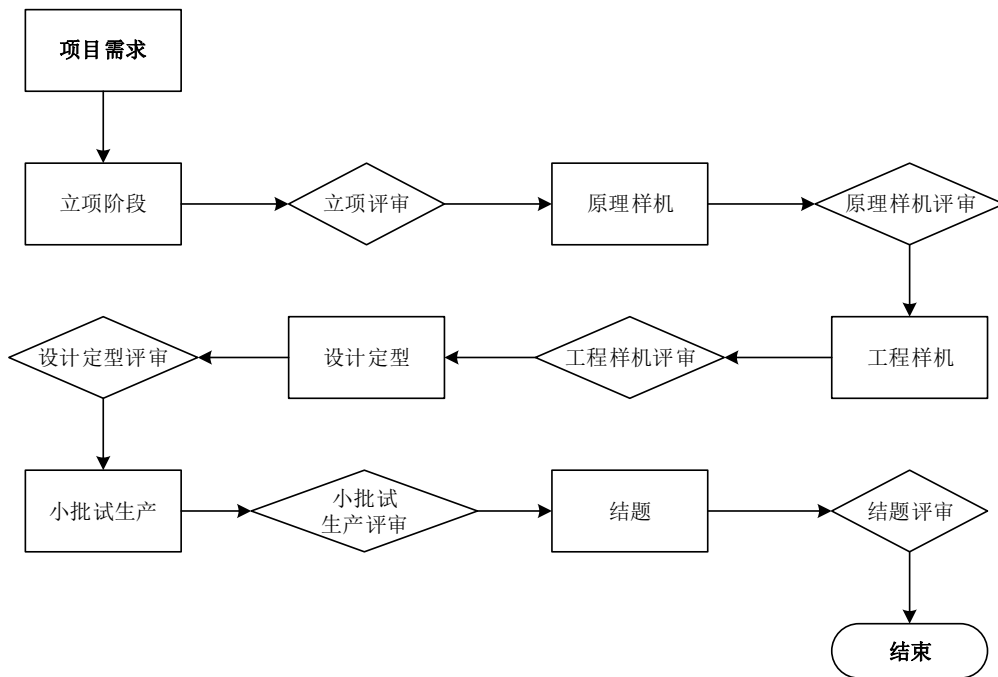 项目需求
立项阶段
立项评审
原理样机
原理样机评审
工程样机
工程样机评审
设计定型
设计定型评审
小批试生产
小批试
生产评审
结题
结题评审
结束